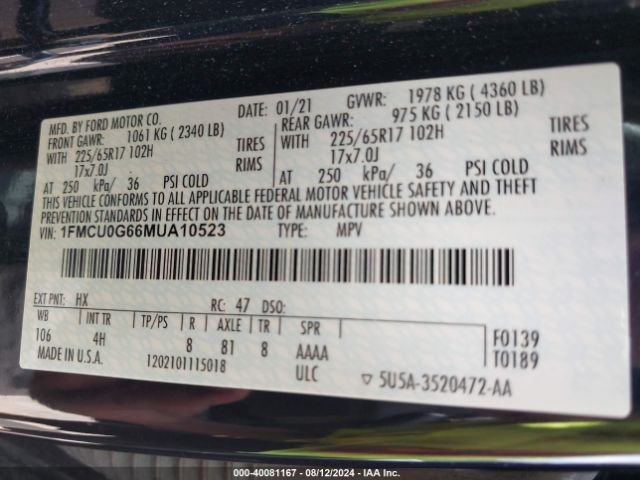 MFD. BY FORD MOTOR CO. DATE: 01/21 GVWR: 1978 KG ( 4360 LB)
FRONT GAWR: 1061 KG ( 2340 LB) REAR GAWR: 975 KG ( 2150 LB)
WITH 225/65R17 102H TIRES WITH 225/65R17 102H TIRES
17x7.0J RIMS 17x7.0J RIMS
AT 250 kPa/ 36 PSI COLD AT 250 kPa/ 36 PSI COLD
THIS VEHICLE CONFORMS TO ALL APPLICABLE FEDERAL MOTOR VEHICLE SAFETY AND THEFT
PREVENTION STANDARDS IN EFFECT ON THE DATE OF MANUFACTURE SHOWN ABOVE.
VIN: 1FMCU0G66MUA10523 TYPE: MPV
EXT PNT: HX RC: 47 DSO:
WB INT TR TP/PS R AXLE TR SPR
106 4H 8 81 8 AAAA F0139
MADE IN U.S.A. 1202101115018 ULC T0189
▽ 5U5A-3520472-AA
000-40081167 - 08/12/2024 - IAA Inc.